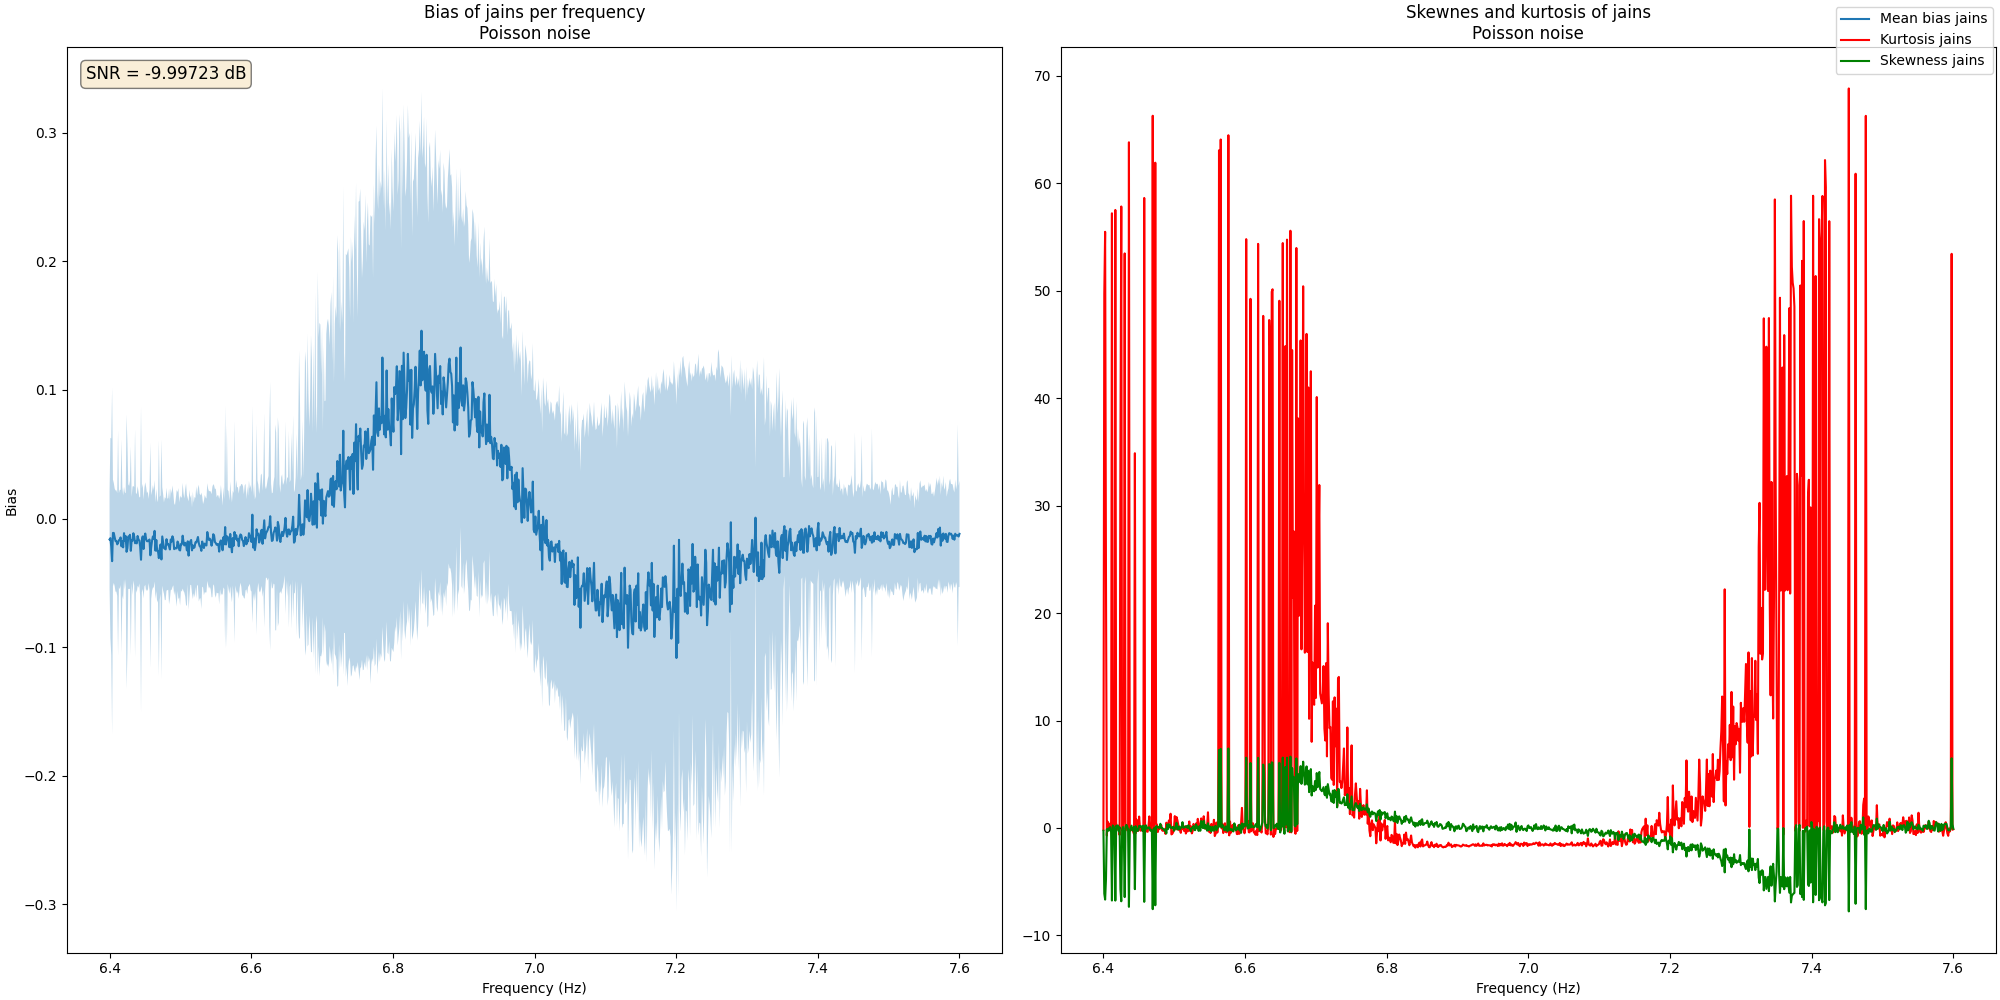 Bias of jains per frequency
Poisson noise
SNR = -9.99723 dB
0.3
0.2
0.1
0.0
−0.1
−0.2
−0.3
Bias
6.4 6.6 6.8 7.0 7.2 7.4 7.6
Frequency (Hz)
Skewnes and kurtosis of jains
Poisson noise
Mean bias jains
Kurtosis jains
Skewness jains
70
60
50
40
30
20
10
0
−10
6.4 6.6 6.8 7.0 7.2 7.4 7.6
Frequency (Hz)